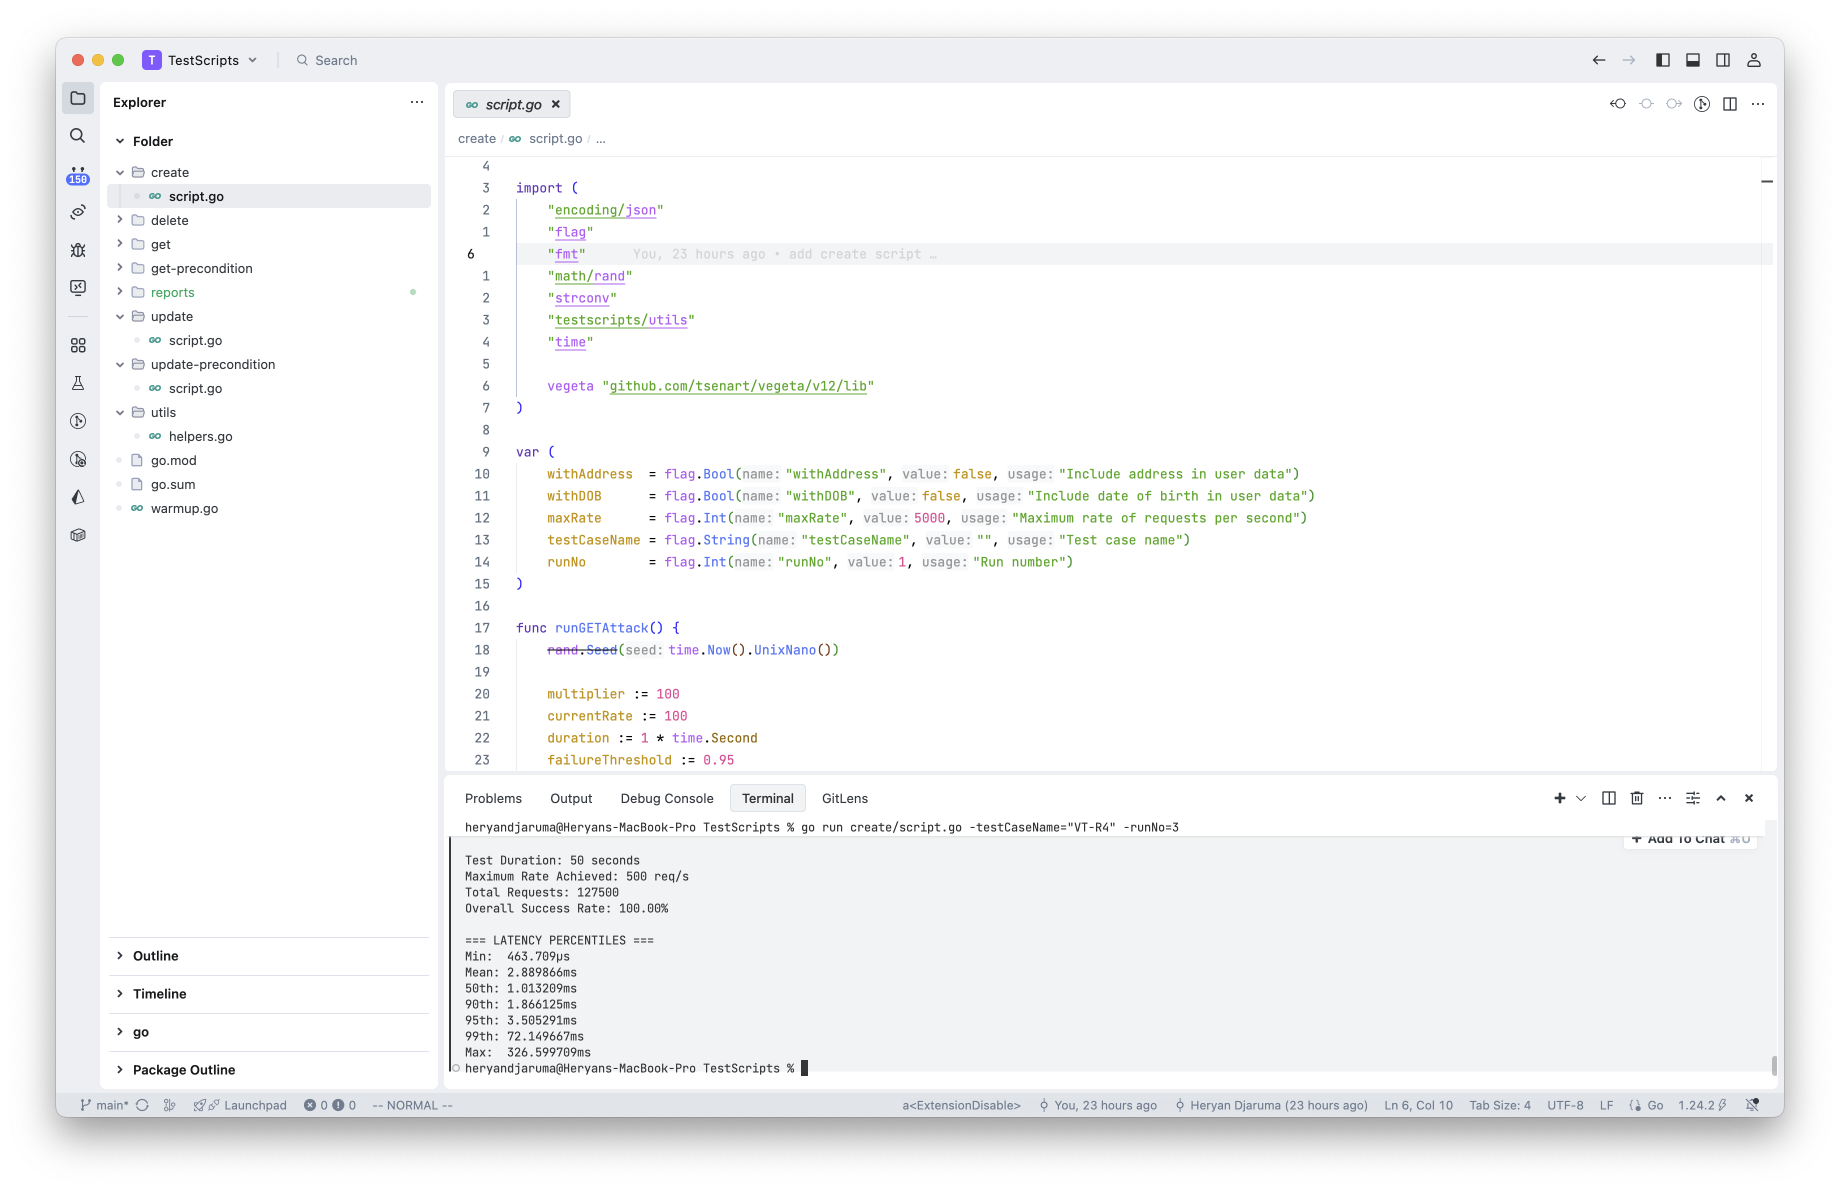 T TestScripts Search
Explorer
Folder
create
script.go
delete
get
get-precondition
reports
update
script.go
update-precondition
script.go
utils
helpers.go
go.mod
go.sum
warmup.go
Outline
Timeline
go
Package Outline
150
script.go
create / script.go / ...
4
3 import (
2 "encoding/json"
1 "flag"
6 "fmt" You, 23 hours ago • add create script …
1 "math/rand"
2 "strconv"
3 "testscripts/utils"
4 "time"
5
6 vegeta "github.com/tsenart/vegeta/v12/lib"
7 )
8
9 var (
10 withAddress = flag.Bool(name: "withAddress", value: false, usage: "Include address in user data")
11 withDOB = flag.Bool(name: "withDOB", value: false, usage: "Include date of birth in user data")
12 maxRate = flag.Int(name: "maxRate", value: 5000, usage: "Maximum rate of requests per second")
13 testCaseName = flag.String(name: "testCaseName", value: "", usage: "Test case name")
14 runNo = flag.Int(name: "runNo", value: 1, usage: "Run number")
15 )
16
17 func runGETAttack() {
18 rand.Seed(seed: time.Now().UnixNano())
19
20 multiplier := 100
21 currentRate := 100
22 duration := 1 * time.Second
23 failureThreshold := 0.95
Problems Output Debug Console Terminal GitLens
heryandjaruma@Heryans-MacBook-Pro TestScripts % go run create/script.go -testCaseName="VT-R4" -runNo=3
+ Add To Chat ⌘U
Test Duration: 50 seconds
Maximum Rate Achieved: 500 req/s
Total Requests: 127500
Overall Success Rate: 100.00%
=== LATENCY PERCENTILES ===
Min: 463.709µs
Mean: 2.889866ms
50th: 1.013209ms
90th: 1.866125ms
95th: 3.505291ms
99th: 72.149667ms
Max: 326.599709ms
heryandjaruma@Heryans-MacBook-Pro TestScripts %
main* Launchpad 0 0 -- NORMAL -- a<ExtensionDisable> You, 23 hours ago Heryan Djaruma (23 hours ago) Ln 6, Col 10 Tab Size: 4 UTF-8 LF Go 1.24.2